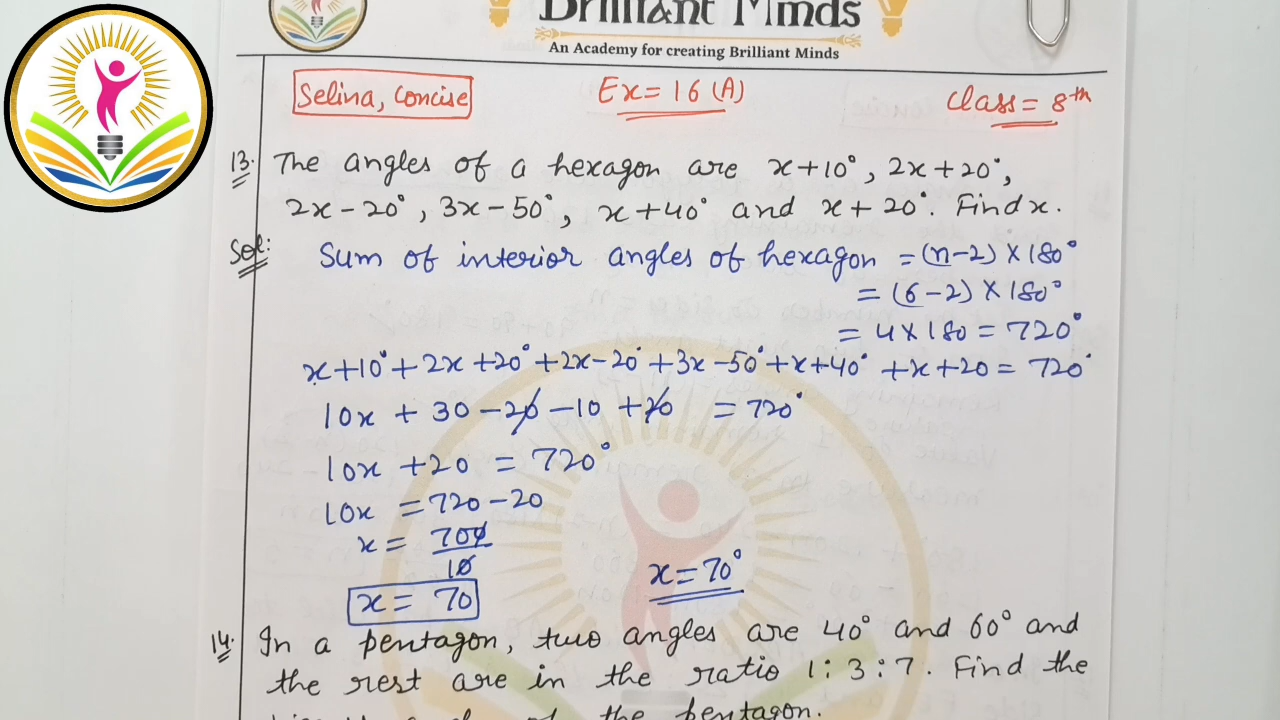 Brilliant Minds
An Academy for creating Brilliant Minds
Selina, Concise Ex = 16 (A) Class = 8th
13. The angles of a hexagon are x+10°, 2x+20°,
2x-20°, 3x-50°, x+40° and x+20°. Find x.
Sol: Sum of interior angles of hexagon = (n-2) × 180°
= (6-2) × 180°
= 4×180 = 720°
x+10°+2x+20°+2x-20°+3x-50°+x+40°+x+20 = 720°
10x + 30 - 20 - 10 + 20 = 720°
10x + 20 = 720°
10x = 720 - 20
x = 700/10
x = 70 x = 70°
14. In a pentagon, two angles are 40° and 60° and
the rest are in the ratio 1:3:7. Find the
of the pentagon.